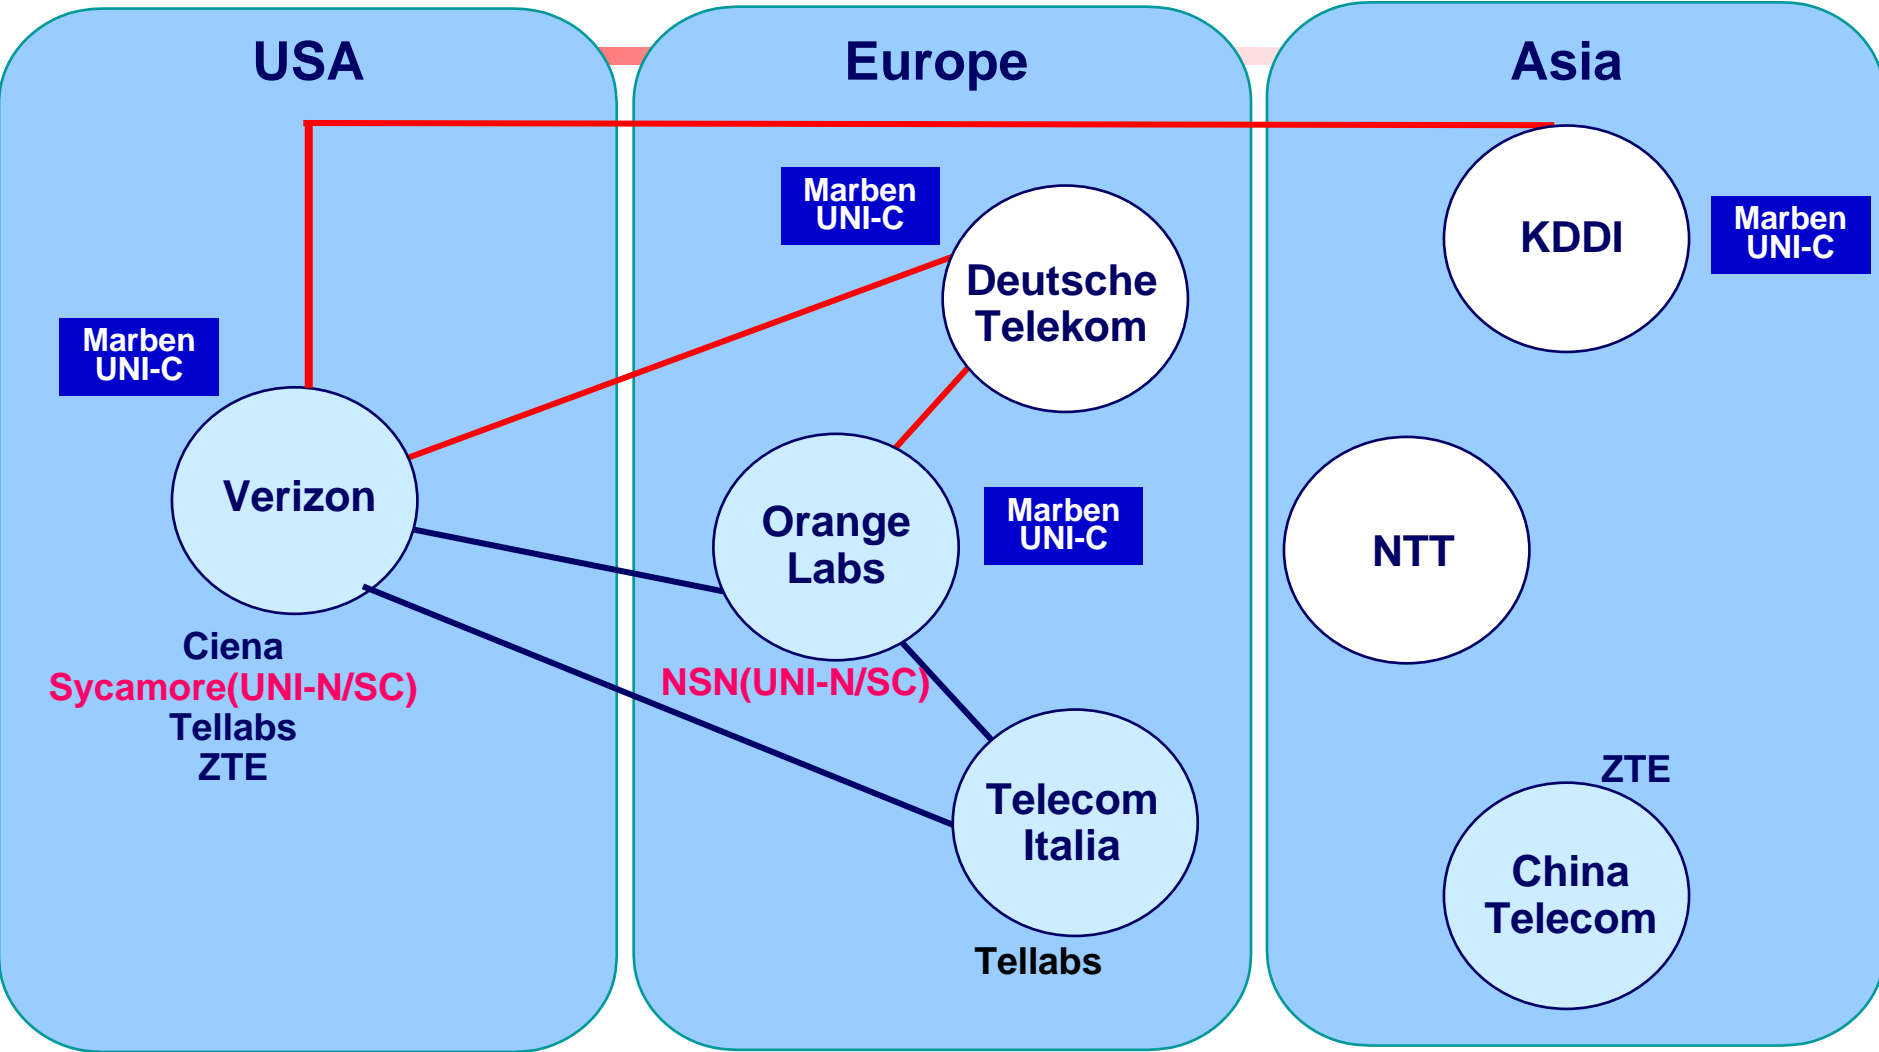 USA
Europe
Asia
Marben
UNI-C
Marben
UNI-C
KDDI
Deutsche
Telekom
Marben
UNI-C
Verizon
Orange
Labs
Marben
UNI-C
NTT
Ciena
Sycamore(UNI-N/SC)
Tellabs
ZTE
NSN(UNI-N/SC)
Telecom
Italia
Tellabs
ZTE
China
Telecom